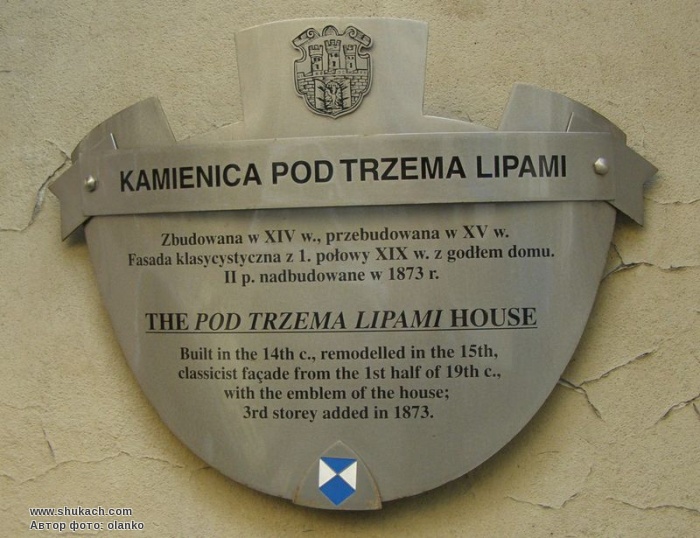 KAMIENICA POD TRZEMA LIPAMI
Zbudowana w XIV w., przebudowana w XV w.
Fasada klasycystyczna z 1. połowy XIX w. z godłem domu.
II p. nadbudowane w 1873 r.
THE POD TRZEMA LIPAMI HOUSE
Built in the 14th c., remodelled in the 15th,
classicist façade from the 1st half of 19th c.,
with the emblem of the house;
3rd storey added in 1873.
www.shukach.com
Автор фото: olanko